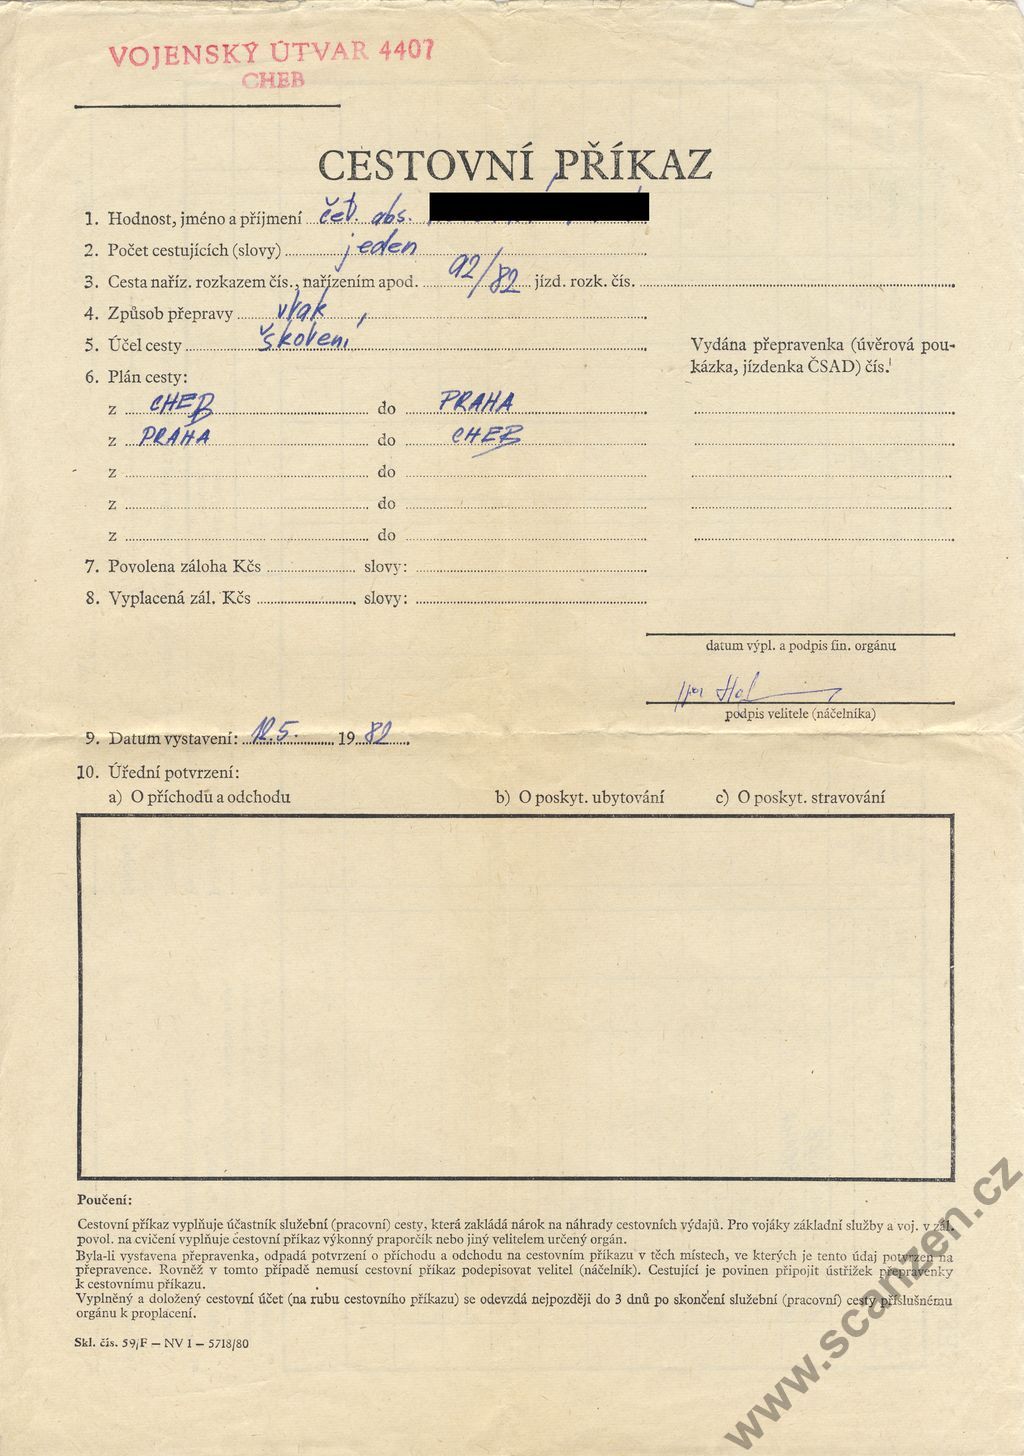 VOJENSKÝ ÚTVAR 4407
CHEB
CESTOVNÍ PŘÍKAZ
1. Hodnost, jméno a příjmení čet. abs.
2. Počet cestujících (slovy) jeden
3. Cesta naříz. rozkazem čís., nařízením apod. 92/82 jízd. rozk. čís.
4. Způsob přepravy vlak
5. Účel cesty školení
Vydána přepravenka (úvěrová pou-
kázka, jízdenka ČSAD) čís.
6. Plán cesty:
z CHEB do PRAHA
z PRAHA do CHEB
z do
z do
z do
7. Povolena záloha Kčs slovy:
8. Vyplacená zál. Kčs slovy:
datum výpl. a podpis fin. orgánu
podpis velitele (náčelníka)
9. Datum vystavení: 12.5. 1982
10. Úřední potvrzení:
a) O příchodu a odchodu b) O poskyt. ubytování c) O poskyt. stravování
Poučení:
Cestovní příkaz vyplňuje účastník služební (pracovní) cesty, která zakládá nárok na náhrady cestovních výdajů. Pro vojáky základní služby a voj. v zál.
povol. na cvičení vyplňuje cestovní příkaz výkonný praporčík nebo jiný velitelem určený orgán.
Byla-li vystavena přepravenka, odpadá potvrzení o příchodu a odchodu na cestovním příkazu v těch místech, ve kterých je tento údaj potvrzen na
přepravence. Rovněž v tomto případě nemusí cestovní příkaz podepisovat velitel (náčelník). Cestující je povinen připojit ústřižek přepravenky
k cestovnímu příkazu.
Vyplněný a doložený cestovní účet (na rubu cestovního příkazu) se odevzdá nejpozději do 3 dnů po skončení služební (pracovní) cesty příslušnému
orgánu k proplacení.
Skl. čís. 59/F — NV 1 — 5718/80
www.scanzen.cz